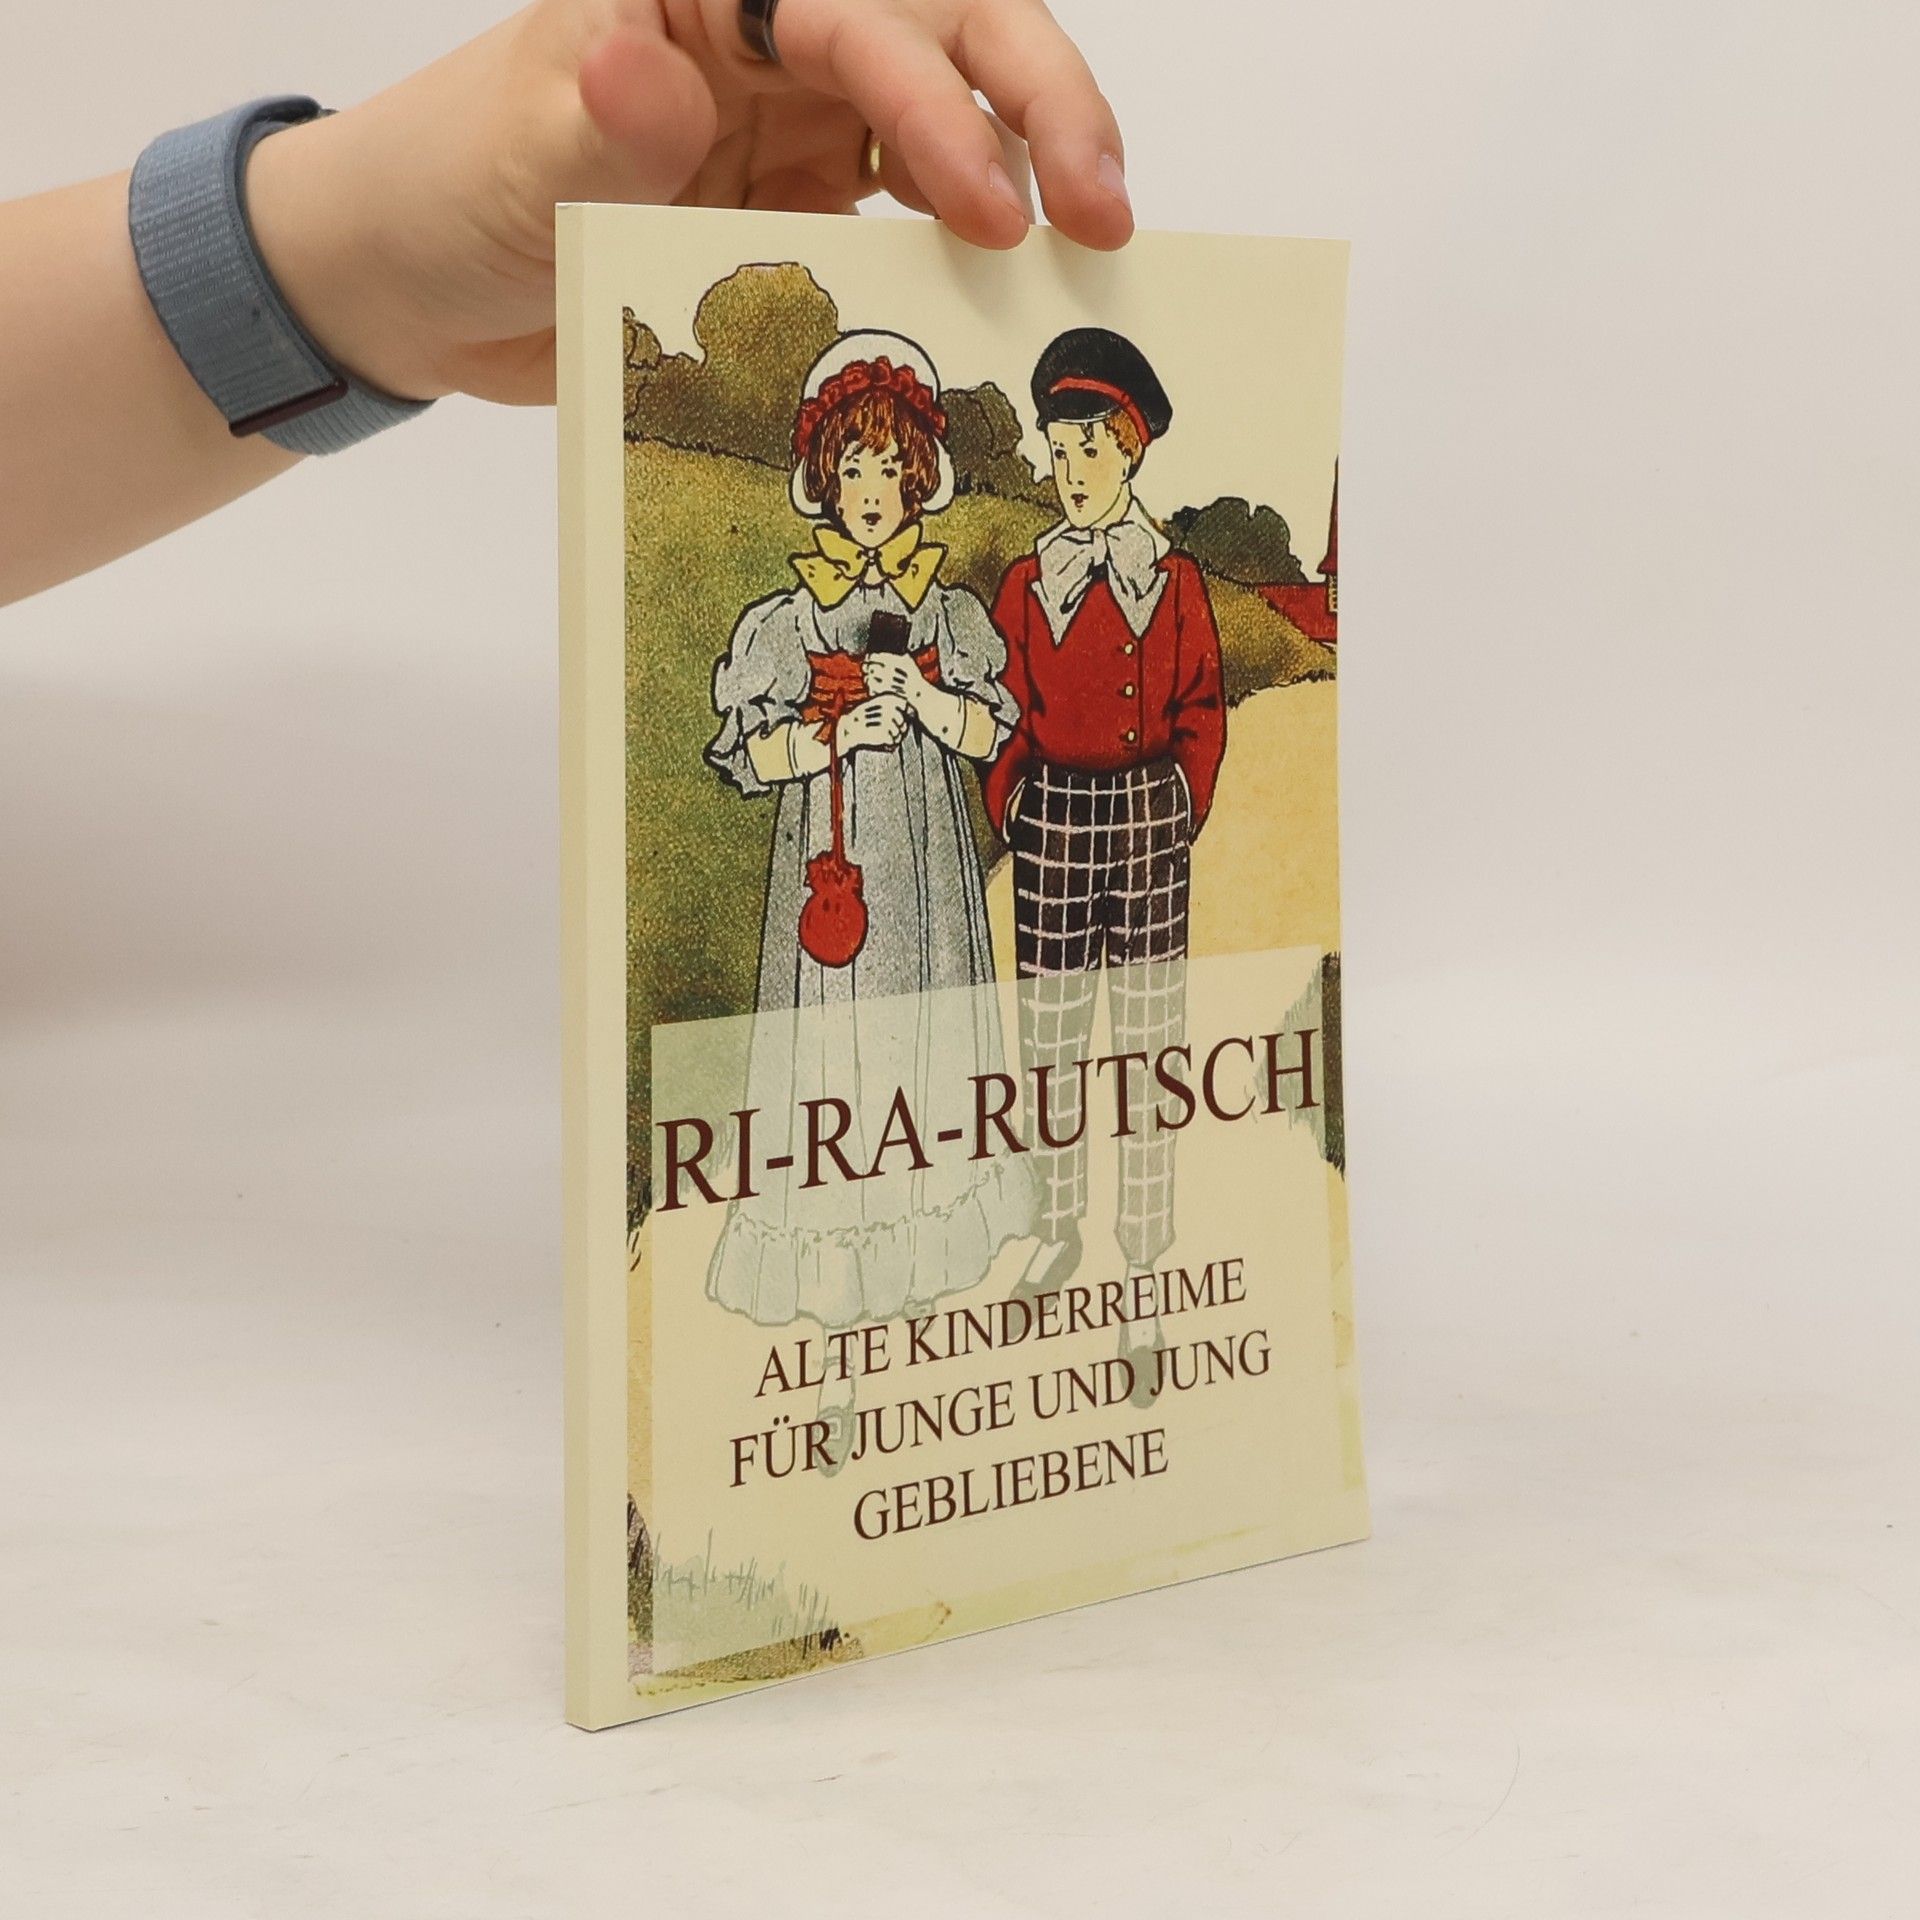 RI-RA-RUTSCH
ALTE KINDERREIME
FÜR JUNGE UND JUNG
GEBLIEBENE